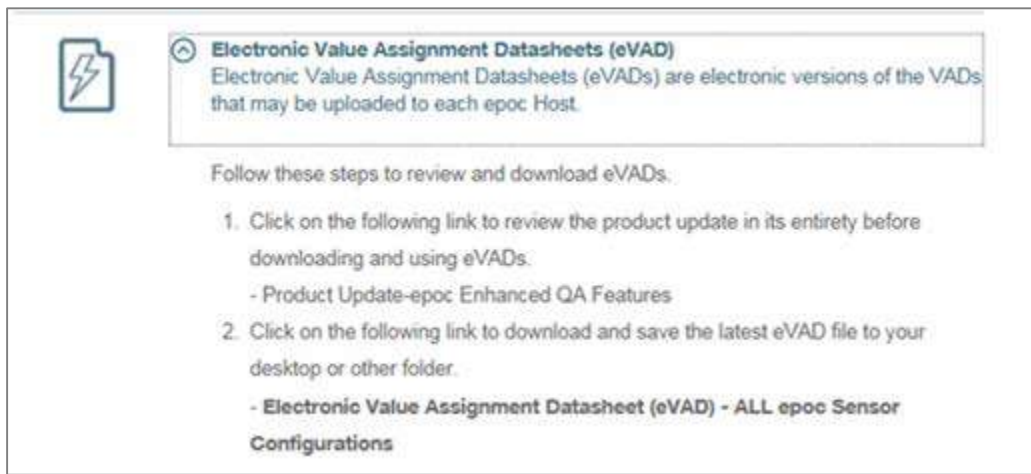 Electronic Value Assignment Datasheets (eVAD)
Electronic Value Assignment Datasheets (eVADs) are electronic versions of the VADs
that may be uploaded to each epoc Host.
Follow these steps to review and download eVADs.
1. Click on the following link to review the product update in its entirety before
downloading and using eVADs.
- Product Update-epoc Enhanced QA Features
2. Click on the following link to download and save the latest eVAD file to your
desktop or other folder.
- Electronic Value Assignment Datasheet (eVAD) - ALL epoc Sensor
Configurations